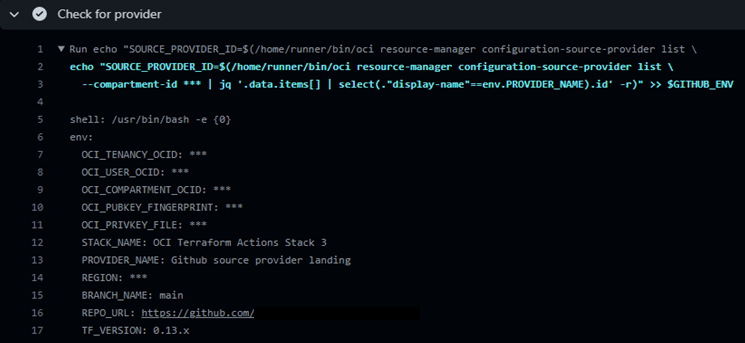 Check for provider
1 Run echo "SOURCE_PROVIDER_ID=$(/home/runner/bin/oci resource-manager configuration-source-provider list \
2 echo "SOURCE_PROVIDER_ID=$(/home/runner/bin/oci resource-manager configuration-source-provider list \
3 --compartment-id *** | jq '.data.items[] | select(."display-name"==env.PROVIDER_NAME).id' -r)" >> $GITHUB_ENV
4
5 shell: /usr/bin/bash -e {0}
6 env:
7 OCI_TENANCY_OCID: ***
8 OCI_USER_OCID: ***
9 OCI_COMPARTMENT_OCID: ***
10 OCI_PUBKEY_FINGERPRINT: ***
11 OCI_PRIVKEY_FILE: ***
12 STACK_NAME: OCI Terraform Actions Stack 3
13 PROVIDER_NAME: Github source provider landing
14 REGION: ***
15 BRANCH_NAME: main
16 REPO_URL: https://github.com/
17 TF_VERSION: 0.13.x